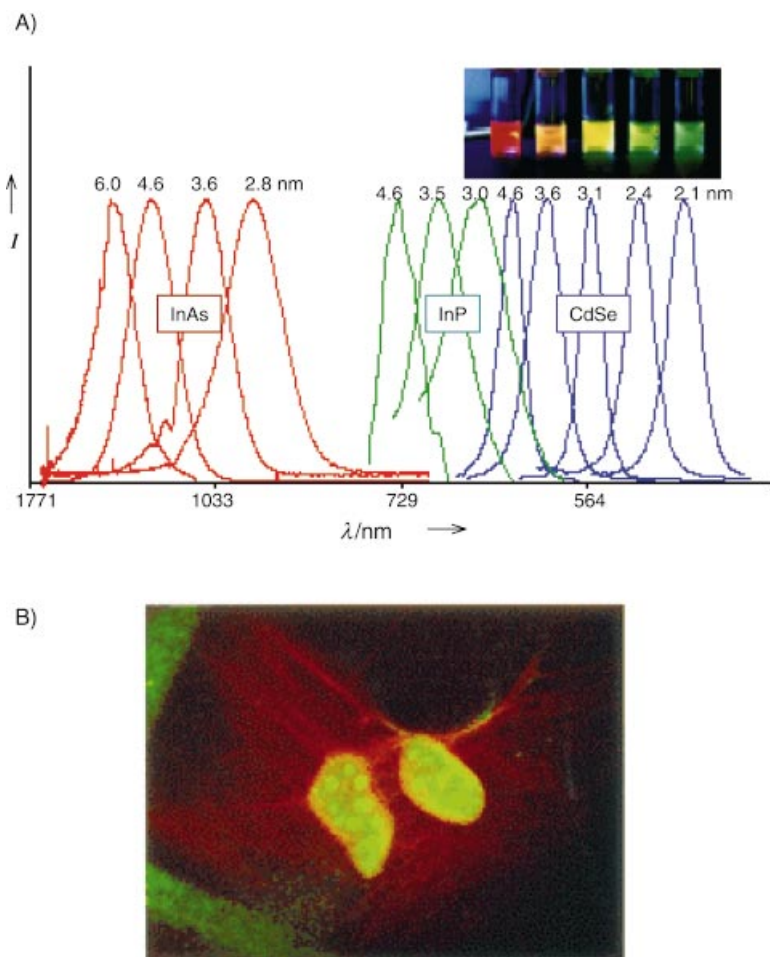 A)
6.0 4.6 3.6 2.8 nm
4.6 3.5 3.0 4.6 3.6 3.1 2.4 2.1 nm
I
InAs InP CdSe
1771 1033 729 564
λ/nm
B)